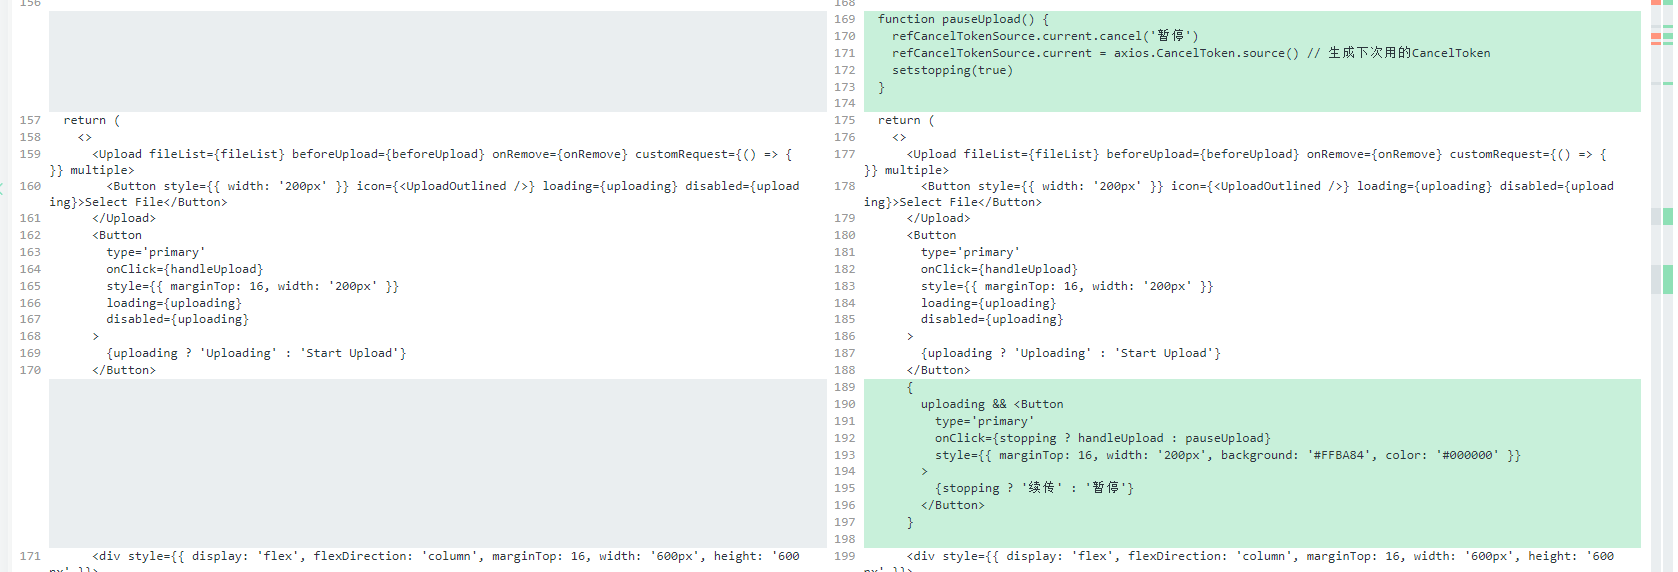 156
157 return (
158 <>
159 <Upload fileList={fileList} beforeUpload={beforeUpload} onRemove={onRemove} customRequest={() => {
}} multiple>
160 <Button style={{ width: '200px' }} icon={<UploadOutlined />} loading={uploading} disabled={upload
ing}>Select File</Button>
161 </Upload>
162 <Button
163 type='primary'
164 onClick={handleUpload}
165 style={{ marginTop: 16, width: '200px' }}
166 loading={uploading}
167 disabled={uploading}
168 >
169 {uploading ? 'Uploading' : 'Start Upload'}
170 </Button>
171 <div style={{ display: 'flex', flexDirection: 'column', marginTop: 16, width: '600px', height: '600
px' }}>
168
169 function pauseUpload() {
170 refCancelTokenSource.current.cancel('暂停')
171 refCancelTokenSource.current = axios.CancelToken.source() // 生成下次用的CancelToken
172 setstopping(true)
173 }
174
175 return (
176 <>
177 <Upload fileList={fileList} beforeUpload={beforeUpload} onRemove={onRemove} customRequest={() => {
}} multiple>
178 <Button style={{ width: '200px' }} icon={<UploadOutlined />} loading={uploading} disabled={upload
ing}>Select File</Button>
179 </Upload>
180 <Button
181 type='primary'
182 onClick={handleUpload}
183 style={{ marginTop: 16, width: '200px' }}
184 loading={uploading}
185 disabled={uploading}
186 >
187 {uploading ? 'Uploading' : 'Start Upload'}
188 </Button>
189 {
190 uploading && <Button
191 type='primary'
192 onClick={stopping ? handleUpload : pauseUpload}
193 style={{ marginTop: 16, width: '200px', background: '#FFBA84', color: '#000000' }}
194 >
195 {stopping ? '续传' : '暂停'}
196 </Button>
197 }
198
199 <div style={{ display: 'flex', flexDirection: 'column', marginTop: 16, width: '600px', height: '600
px' }}>